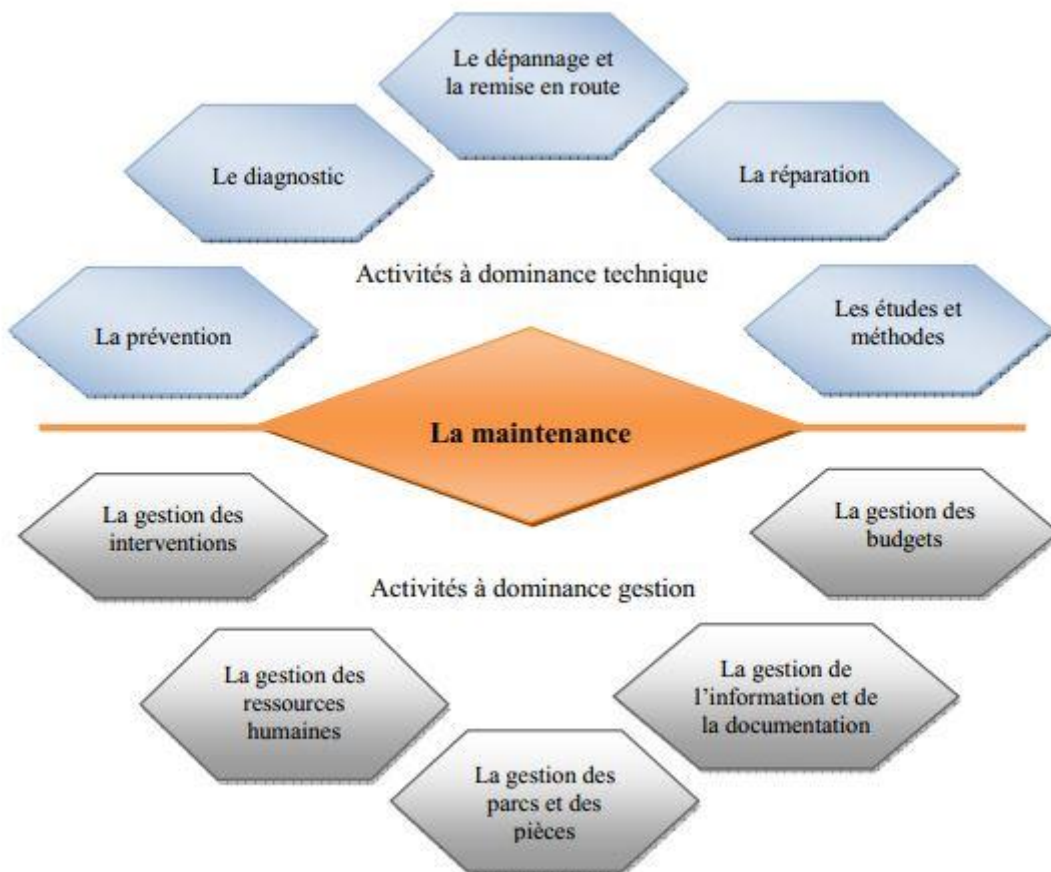 Le dépannage et
la remise en route
Le diagnostic
La réparation
Activités à dominance technique
La prévention
Les études et
méthodes
La maintenance
La gestion des
interventions
La gestion des
budgets
Activités à dominance gestion
La gestion des
ressources
humaines
La gestion de
l’information et de
la documentation
La gestion des
parcs et des
pièces